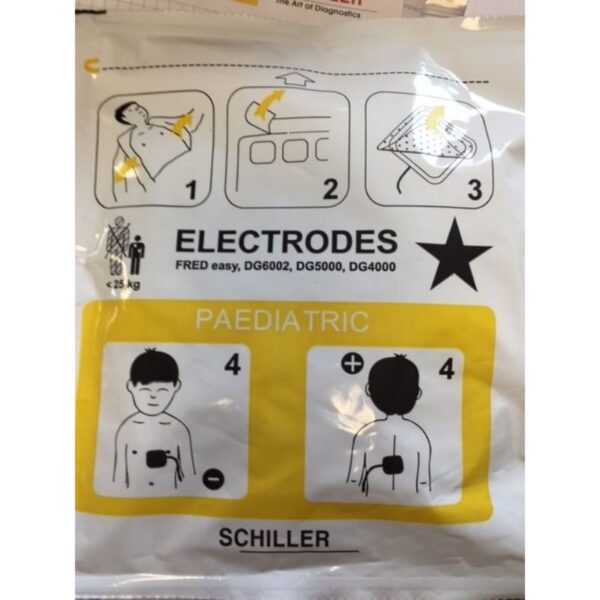 The Art of Diagnostics
1
2
3
ELECTRODES
FRED easy, DG6002, DG5000, DG4000
<25 kg
PAEDIATRIC
4
+
4
-
SCHILLER